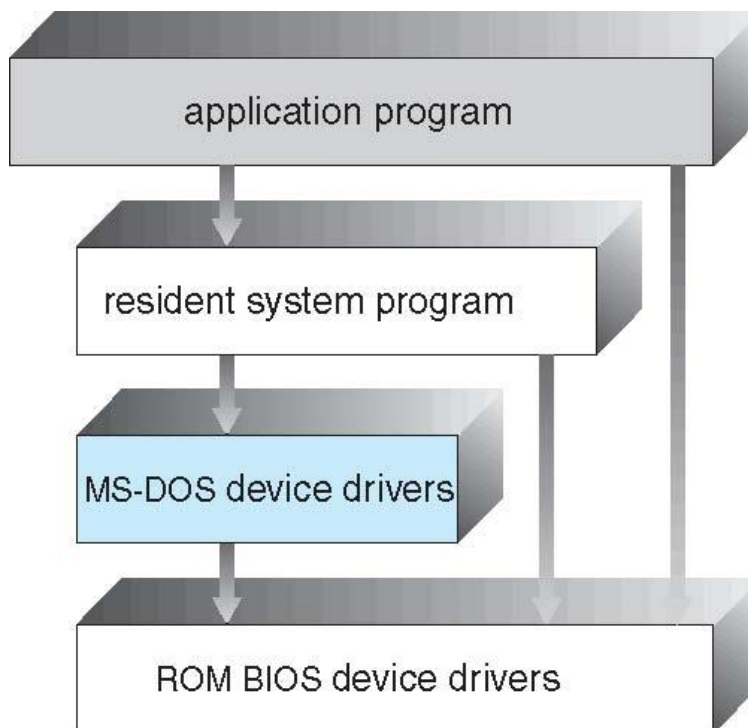 application program
resident system program
MS-DOS device drivers
ROM BIOS device drivers